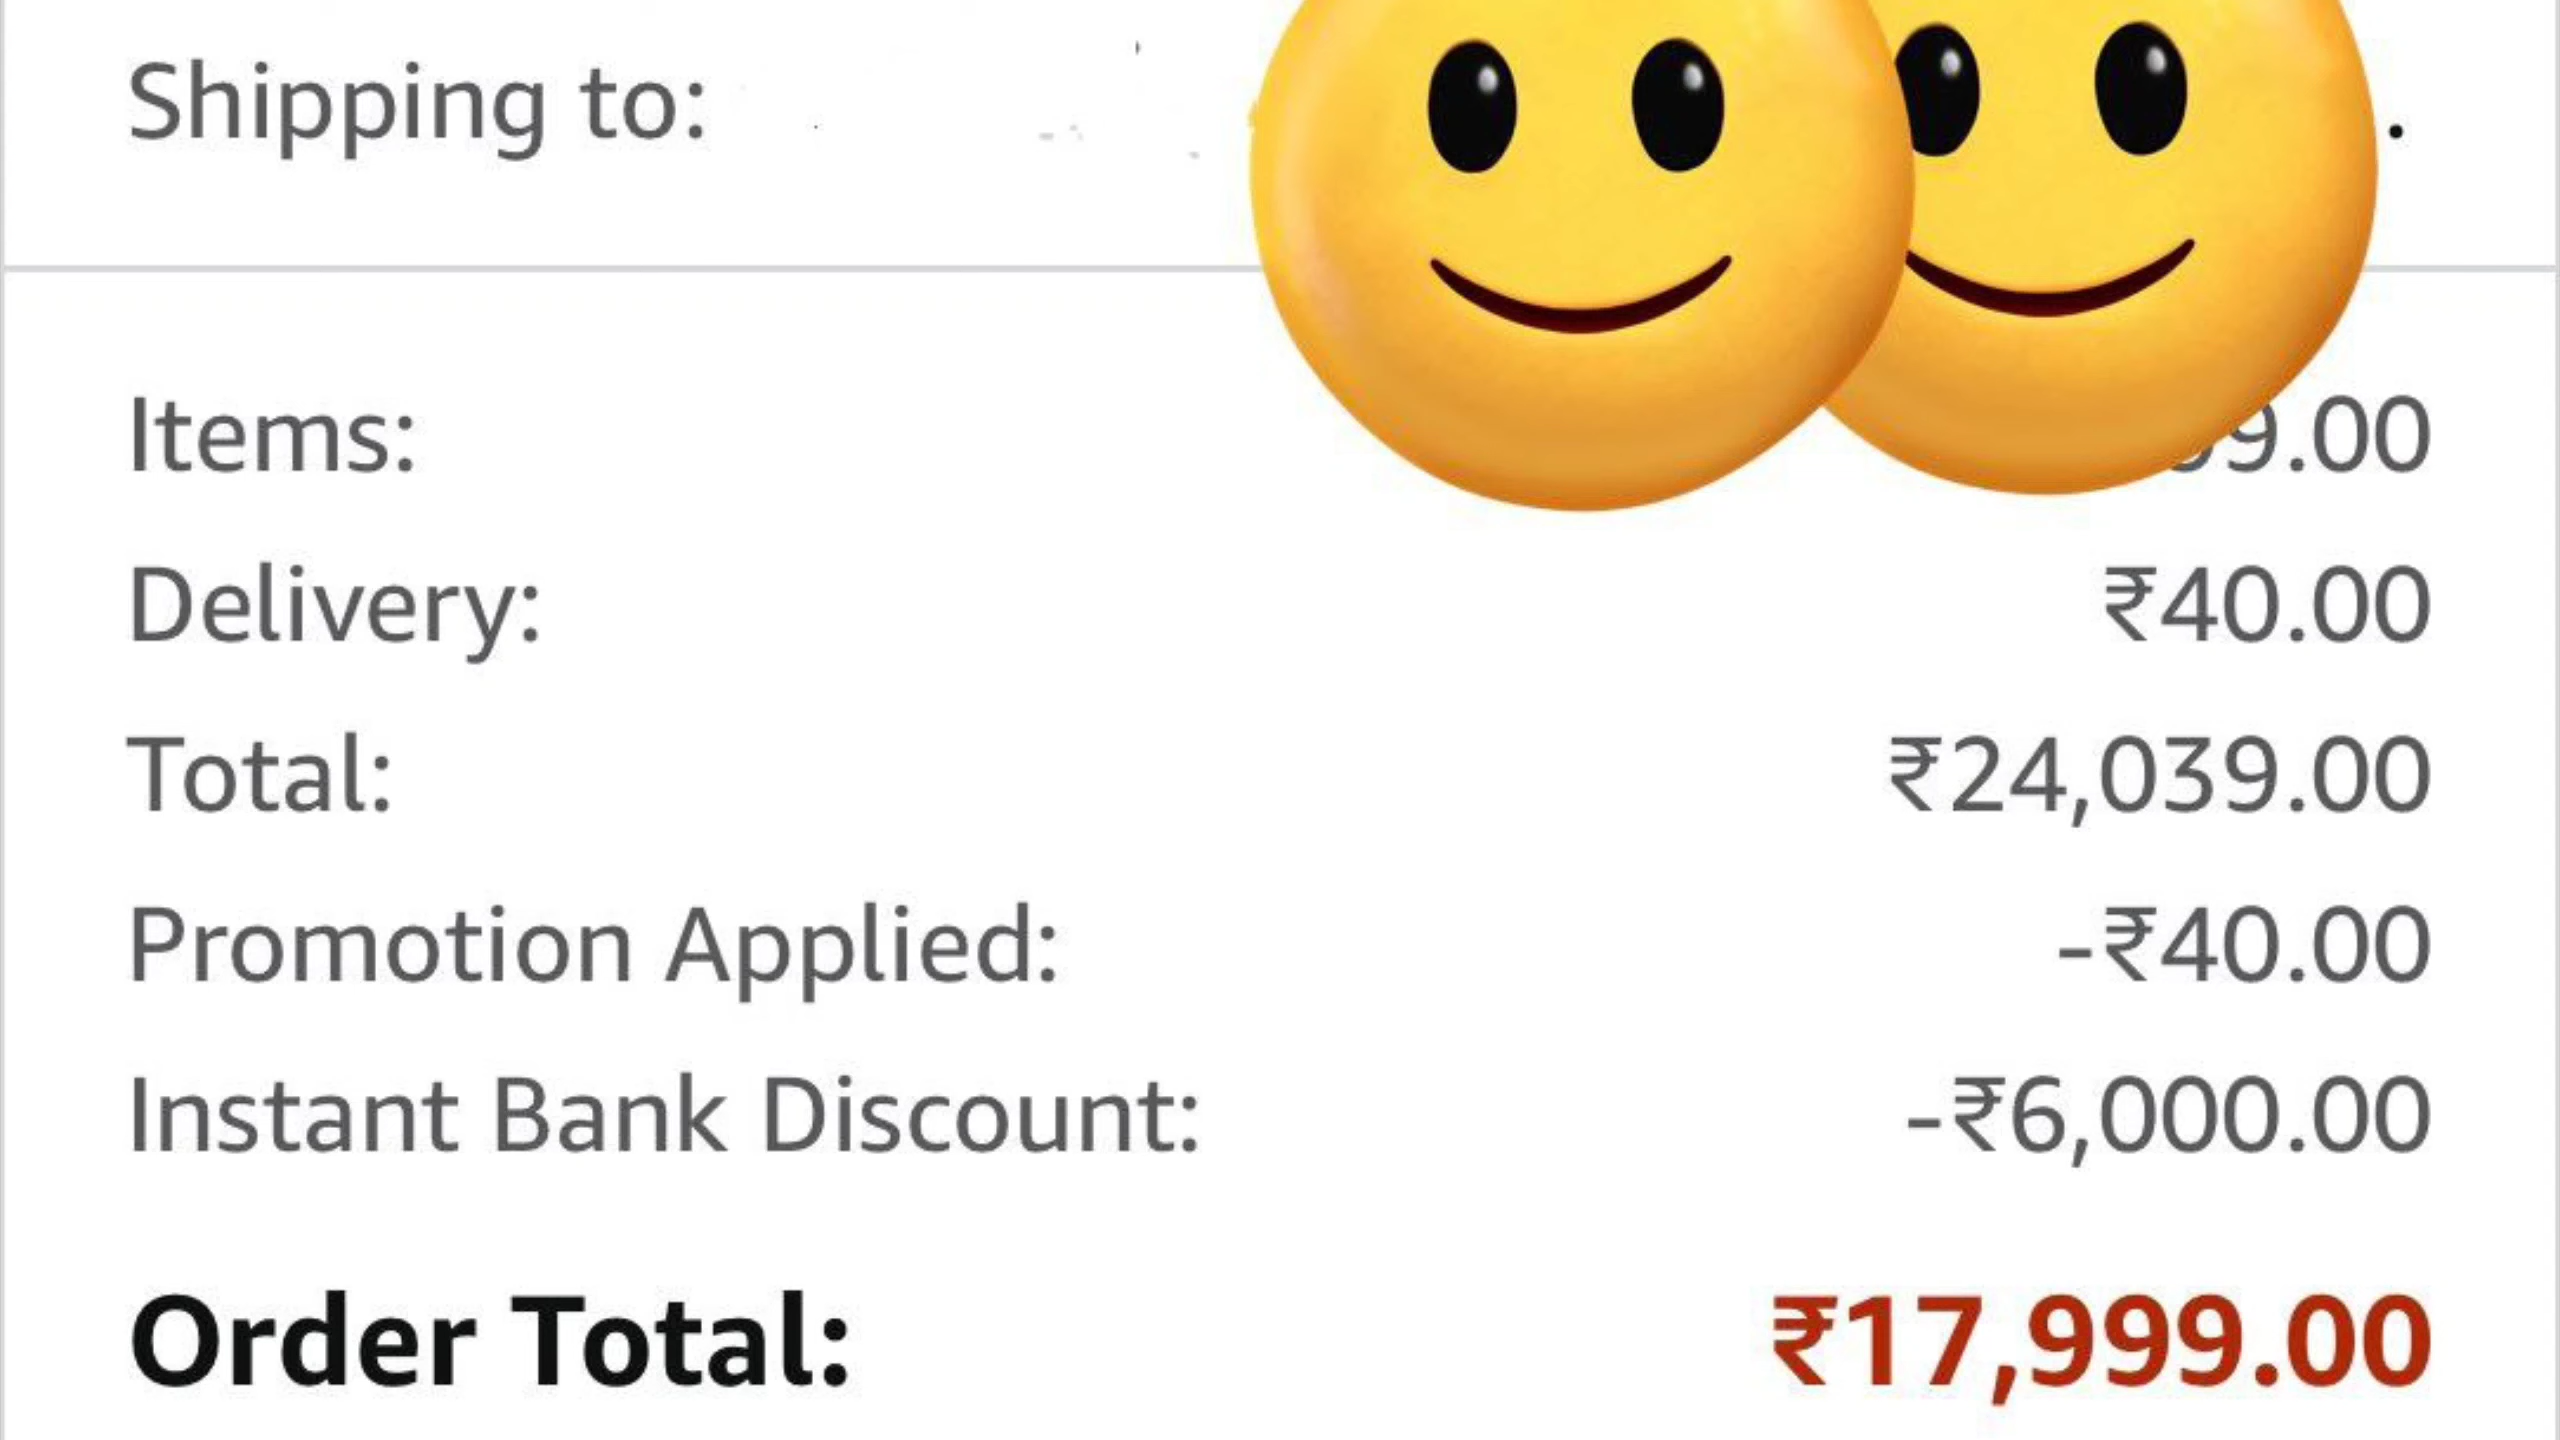 Shipping to:
Items: 9.00
Delivery: ₹40.00
Total: ₹24,039.00
Promotion Applied: -₹40.00
Instant Bank Discount: -₹6,000.00
Order Total: ₹17,999.00